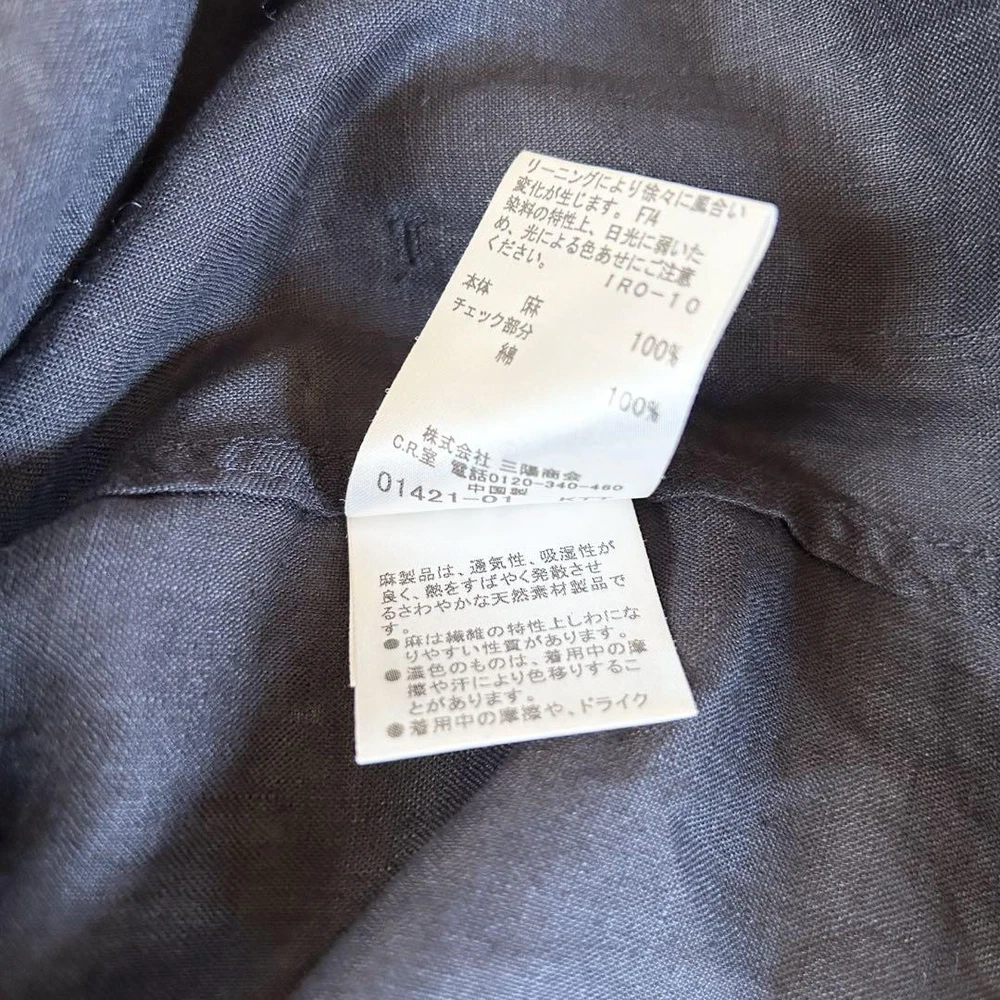 リーニングにより徐々に風合い
変化が生じます。 F74
染料の特性上、日光に弱いた
め、光による色あせにご注意
ください。
IRO-10
本体 麻
100%
チェック部分
綿
100%
株式会社 三陽商会
C.R.室 電話0120-340-460
中国製
01421-01 KTT
麻製品は、通気性、吸湿性が
良く、熱をすばやく発散させ
るさわやかな天然素材製品で
す。
●麻は繊維の特性上しわにな
りやすい性質があります。
●濃色のものは、着用中の摩
擦や汗により色移りするこ
とがあります。
●着用中の摩擦や、ドライク